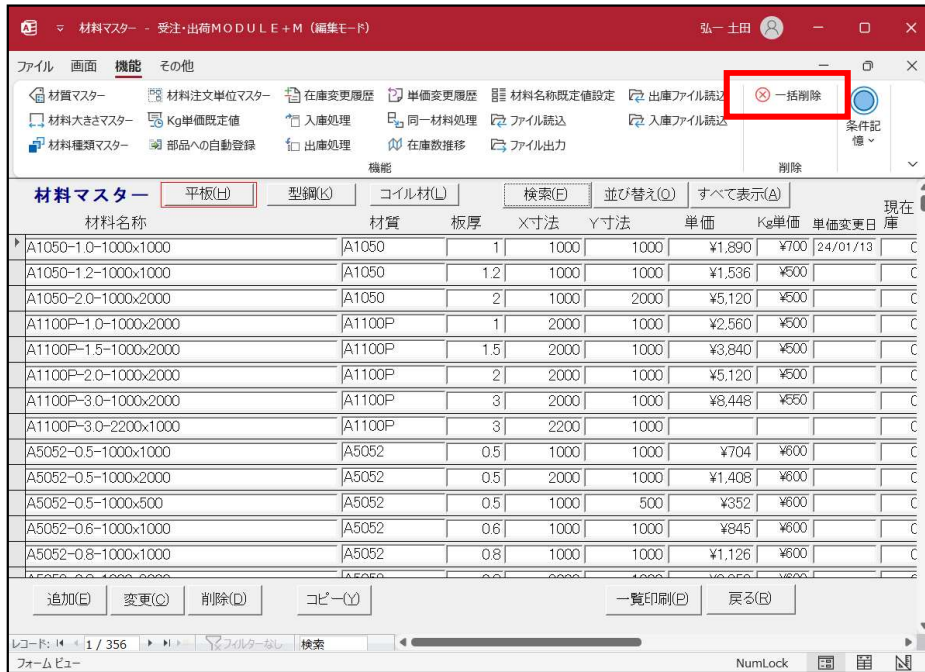 材料マスター - 受注・出荷MODULE+M (編集モード) 弘一 土田
ファイル 画面 機能 その他
材質マスター 材料注文単位マスター 在庫変更履歴 単価変更履歴 材料名称既定値設定 出庫ファイル読込 一括削除
材料大きさマスター Kg単価既定値 入庫処理 同一材料処理 ファイル読込 入庫ファイル読込 条件記
材料種類マスター 部品への自動登録 出庫処理 在庫数推移 ファイル出力 憶
機能 削除
材料マスター 平板(H) 型鋼(K) コイル材(L) 検索(F) 並び替え(O) すべて表示(A)
材料名称 材質 板厚 X寸法 Y寸法 単価 Kg単価 単価変更日 現在庫
A1050-1.0-1000x1000 A1050 1 1000 1000 ¥1,890 ¥700 24/01/13 0
A1050-1.2-1000x1000 A1050 1.2 1000 1000 ¥1,536 ¥500 0
A1050-2.0-1000x2000 A1050 2 1000 2000 ¥5,120 ¥500 0
A1100P-1.0-1000x2000 A1100P 1 2000 1000 ¥2,560 ¥500 0
A1100P-1.5-1000x2000 A1100P 1.5 2000 1000 ¥3,840 ¥500 0
A1100P-2.0-1000x2000 A1100P 2 2000 1000 ¥5,120 ¥500 0
A1100P-3.0-1000x2000 A1100P 3 2000 1000 ¥8,448 ¥550 0
A1100P-3.0-2200x1000 A1100P 3 2200 1000 0
A5052-0.5-1000x1000 A5052 0.5 1000 1000 ¥704 ¥600 0
A5052-0.5-1000x2000 A5052 0.5 2000 1000 ¥1,408 ¥600 0
A5052-0.5-1000x500 A5052 0.5 1000 500 ¥352 ¥600 0
A5052-0.6-1000x1000 A5052 0.6 1000 1000 ¥845 ¥600 0
A5052-0.8-1000x1000 A5052 0.8 1000 1000 ¥1,126 ¥600 0
追加(E) 変更(C) 削除(D) コピー(Y) 一覧印刷(P) 戻る(R)
レコード: 1 / 356 フィルターなし 検索
フォーム ビュー NumLock